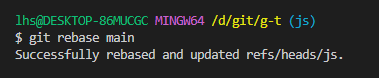 lhs@DESKTOP-86MUCGC MINGW64 /d/git/g-t (js)
$ git rebase main
Successfully rebased and updated refs/heads/js.